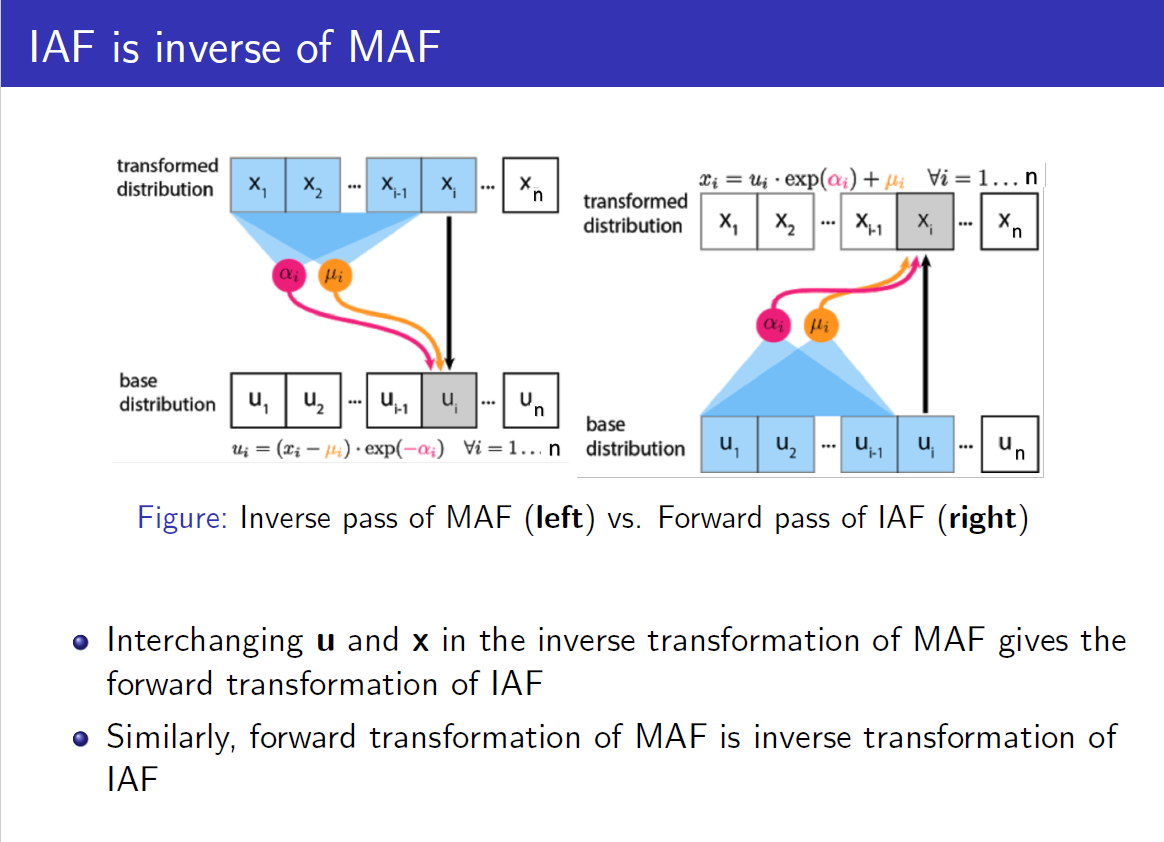 IAF is inverse of MAF
transformed
distribution
x₁ x₂ ... xᵢ₋₁ xᵢ ... xₙ
αᵢ μᵢ
base
distribution
u₁ u₂ ... uᵢ₋₁ uᵢ ... uₙ
uᵢ = (xᵢ − μᵢ) · exp(−αᵢ) ∀i = 1... n
xᵢ = uᵢ · exp(αᵢ) + μᵢ ∀i = 1... n
transformed
distribution
x₁ x₂ ... xᵢ₋₁ xᵢ ... xₙ
αᵢ μᵢ
base
distribution
u₁ u₂ ... uᵢ₋₁ uᵢ ... uₙ
Figure: Inverse pass of MAF (left) vs. Forward pass of IAF (right)
Interchanging u and x in the inverse transformation of MAF gives the
forward transformation of IAF
Similarly, forward transformation of MAF is inverse transformation of
IAF